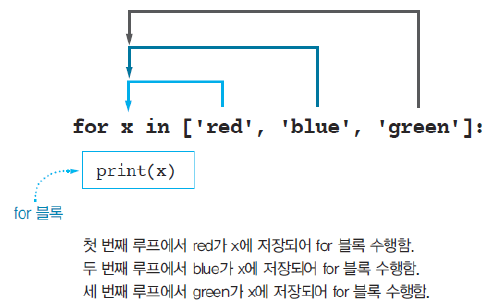 for x in ['red', 'blue', 'green']:
print(x)
for 블록
첫 번째 루프에서 red가 x에 저장되어 for 블록 수행함.
두 번째 루프에서 blue가 x에 저장되어 for 블록 수행함.
세 번째 루프에서 green가 x에 저장되어 for 블록 수행함.